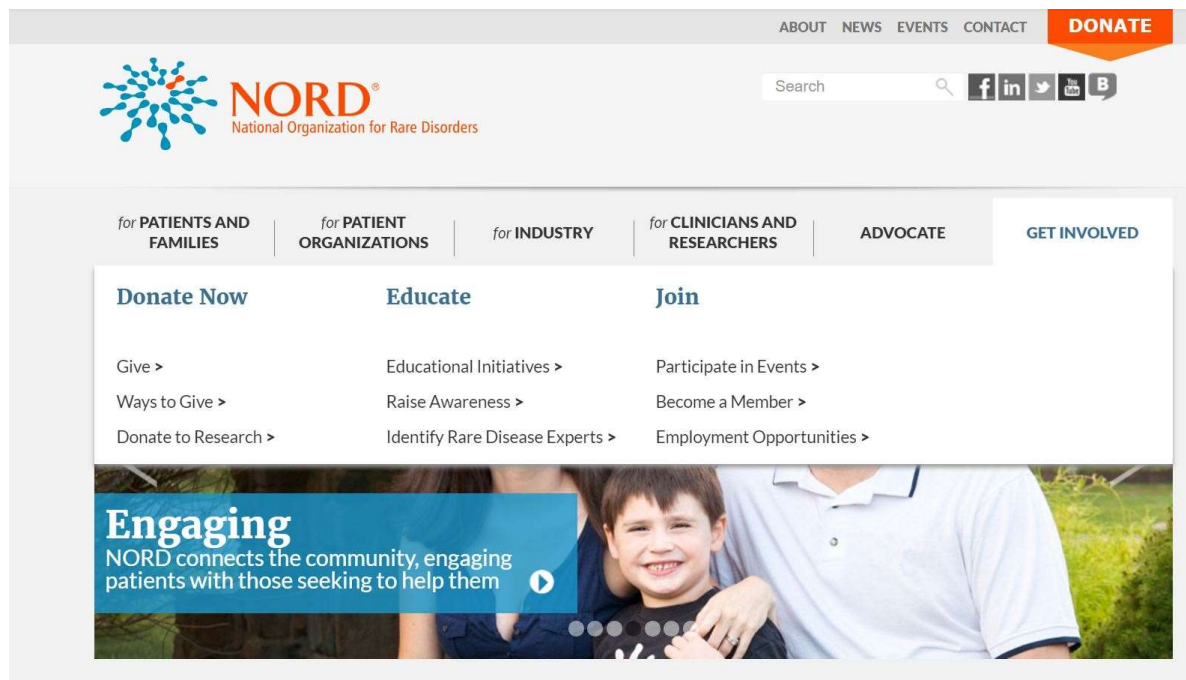 ABOUT NEWS EVENTS CONTACT DONATE
NORD®
National Organization for Rare Disorders
Search
f in You Tube B
for PATIENTS AND FAMILIES
for PATIENT ORGANIZATIONS
for INDUSTRY
for CLINICIANS AND RESEARCHERS
ADVOCATE
GET INVOLVED
Donate Now
Give >
Ways to Give >
Donate to Research >
Educate
Educational Initiatives >
Raise Awareness >
Identify Rare Disease Experts >
Join
Participate in Events >
Become a Member >
Employment Opportunities >
Engaging
NORD connects the community, engaging
patients with those seeking to help them